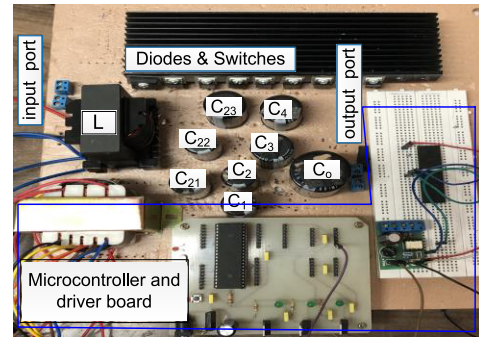 Diodes & Switches
input port
output port
L
C23
C4
C22
C3
C21
C2
Co
C1
Microcontroller and
driver board